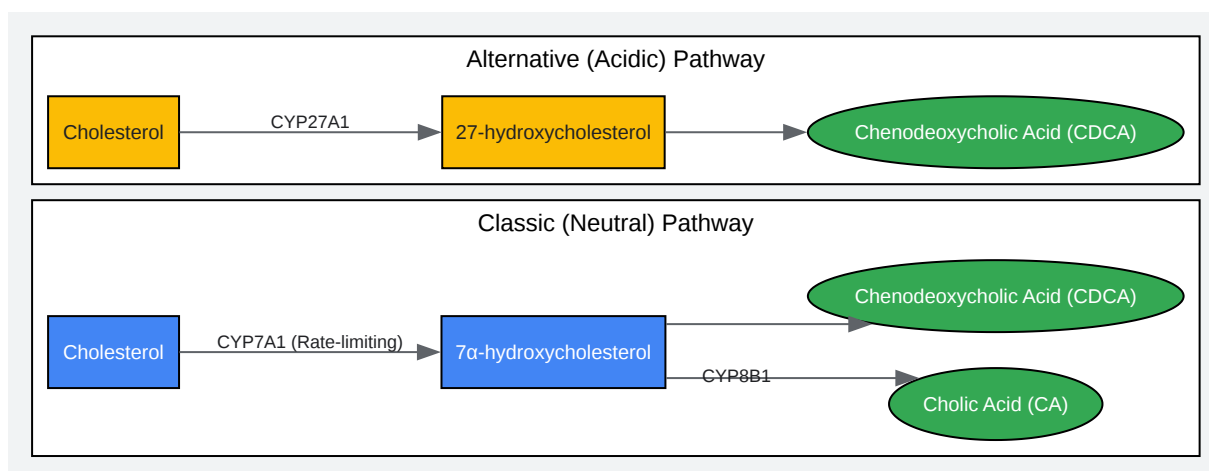 Alternative (Acidic) Pathway
Cholesterol
CYP27A1
27-hydroxycholesterol
Chenodeoxycholic Acid (CDCA)
Classic (Neutral) Pathway
Cholesterol
CYP7A1 (Rate-limiting)
7α-hydroxycholesterol
Chenodeoxycholic Acid (CDCA)
CYP8B1
Cholic Acid (CA)